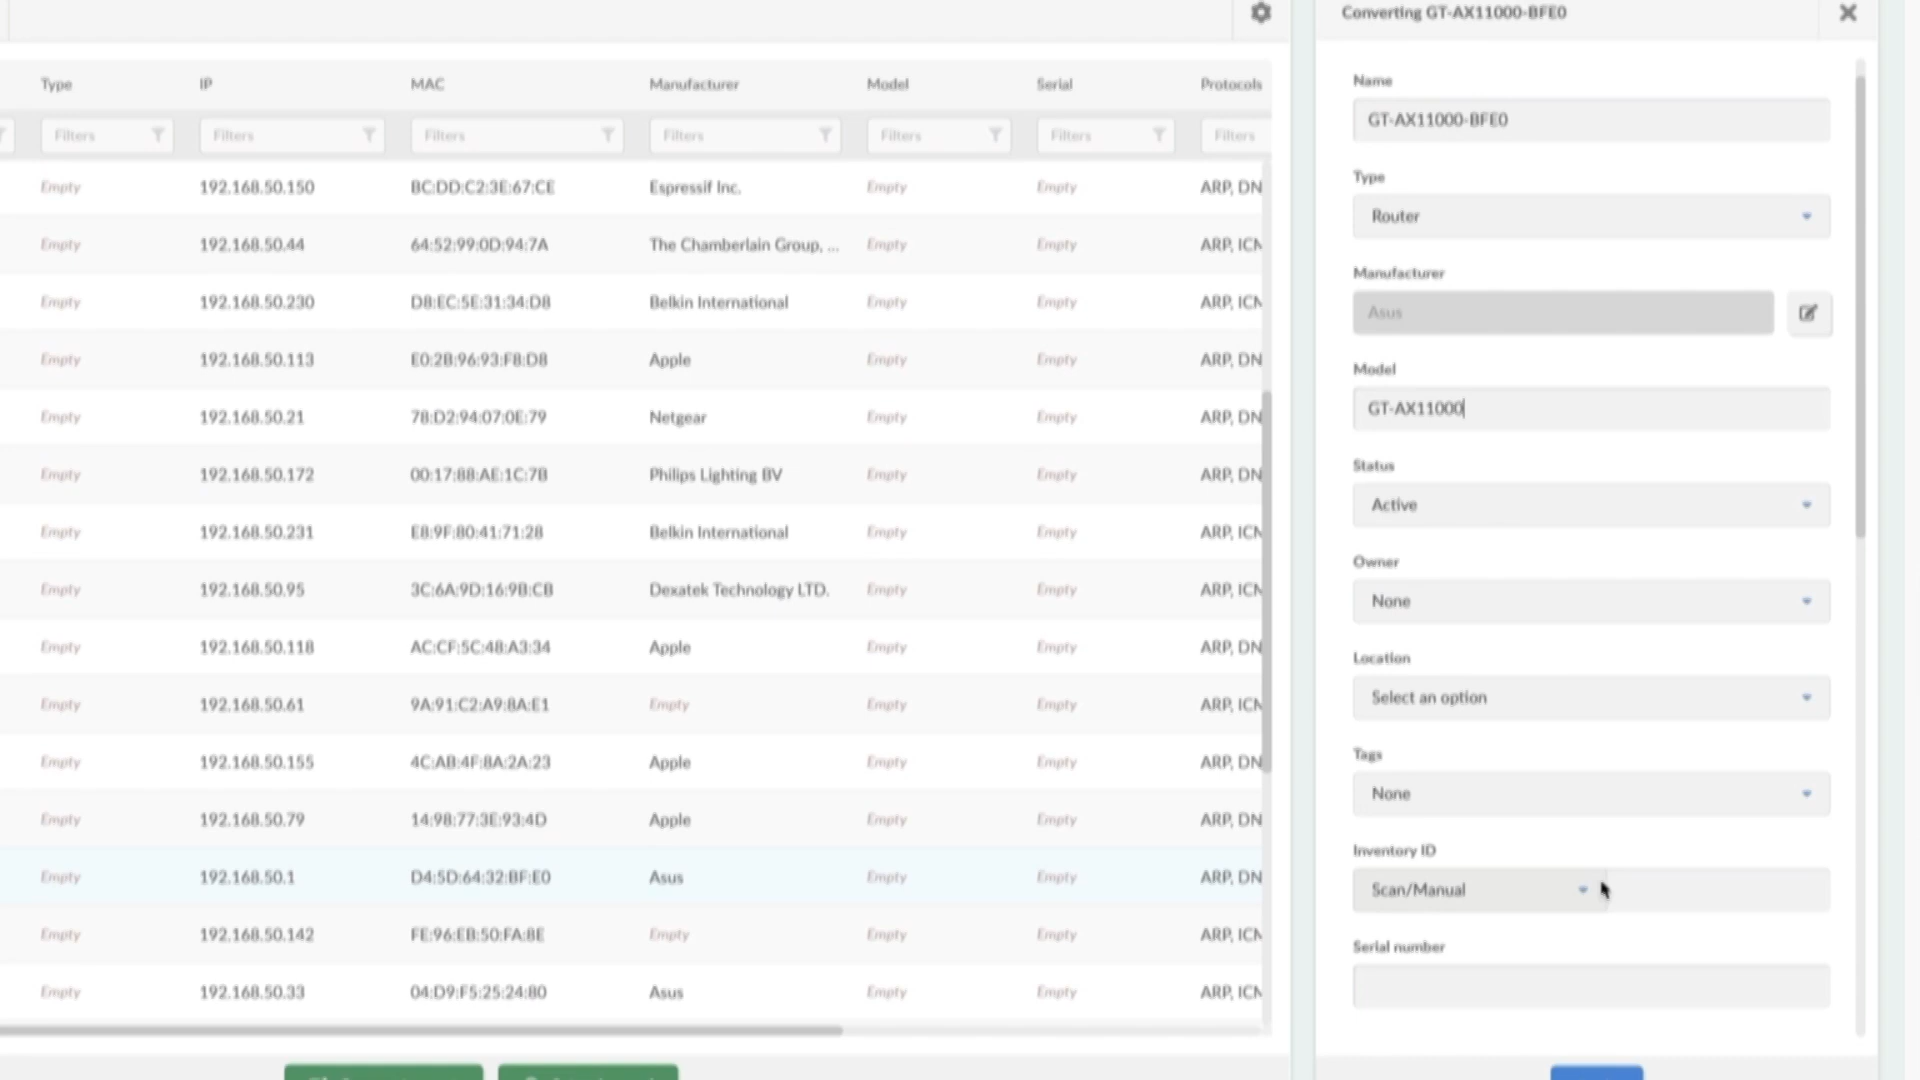 Converting GT-AX11000-BFE0
Type IP MAC Manufacturer Model Serial Protocols
Filters Filters Filters Filters Filters Filters Filters
Empty 192.168.50.150 BC:DD:C2:3E:67:CE Espressif Inc. Empty Empty ARP, DN
Empty 192.168.50.44 64:52:99:0D:94:7A The Chamberlain Group, ... Empty Empty ARP, ICM
Empty 192.168.50.230 D8:EC:5E:31:34:D8 Belkin International Empty Empty ARP, ICM
Empty 192.168.50.113 E0:2B:96:93:F8:D8 Apple Empty Empty ARP, DN
Empty 192.168.50.21 78:D2:94:07:0E:79 Netgear Empty Empty ARP, DN
Empty 192.168.50.172 00:17:88:AE:1C:7B Philips Lighting BV Empty Empty ARP, DN
Empty 192.168.50.231 E8:9F:80:41:71:28 Belkin International Empty Empty ARP, ICM
Empty 192.168.50.95 3C:6A:9D:16:9B:CB Dexatek Technology LTD. Empty Empty ARP, ICM
Empty 192.168.50.118 AC:CF:5C:48:A3:34 Apple Empty Empty ARP, DN
Empty 192.168.50.61 9A:91:C2:A9:8A:E1 Empty Empty Empty ARP, ICM
Empty 192.168.50.155 4C:AB:4F:8A:2A:23 Apple Empty Empty ARP, DN
Empty 192.168.50.79 14:98:77:3E:93:4D Apple Empty Empty ARP, DN
Empty 192.168.50.1 D4:5D:64:32:BF:E0 Asus Empty Empty ARP, DN
Empty 192.168.50.142 FE:96:EB:50:FA:8E Empty Empty Empty ARP, ICM
Empty 192.168.50.33 04:D9:F5:25:24:80 Asus Empty Empty ARP, ICM
Name
GT-AX11000-BFE0
Type
Router
Manufacturer
Asus
Model
GT-AX11000
Status
Active
Owner
None
Location
Select an option
Tags
None
Inventory ID
Scan/Manual
Serial number